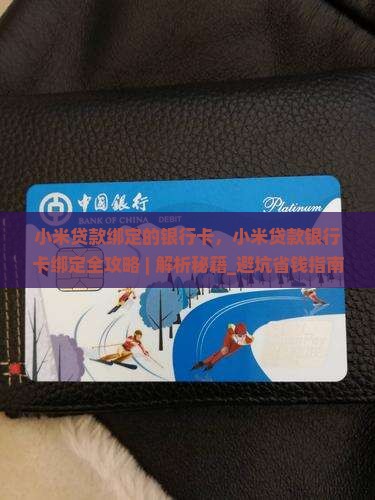 中国银行 Platinum
BANK OF CHINA DEBIT
小米贷款绑定的银行卡，小米贷款银行
卡绑定全攻略 | 解析秘籍_避坑省钱指南